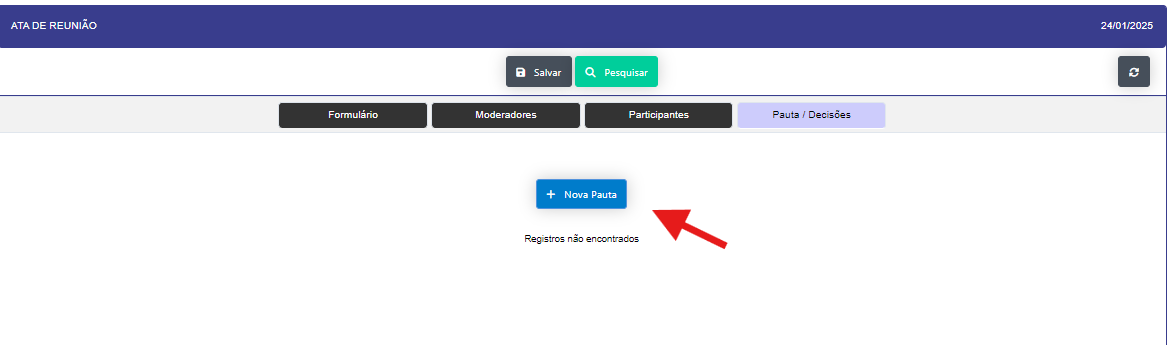 ATA DE REUNIÃO 24/01/2025
Salvar Pesquisar
Formulário Moderadores Participantes Pauta / Decisões
+ Nova Pauta
Registros não encontrados